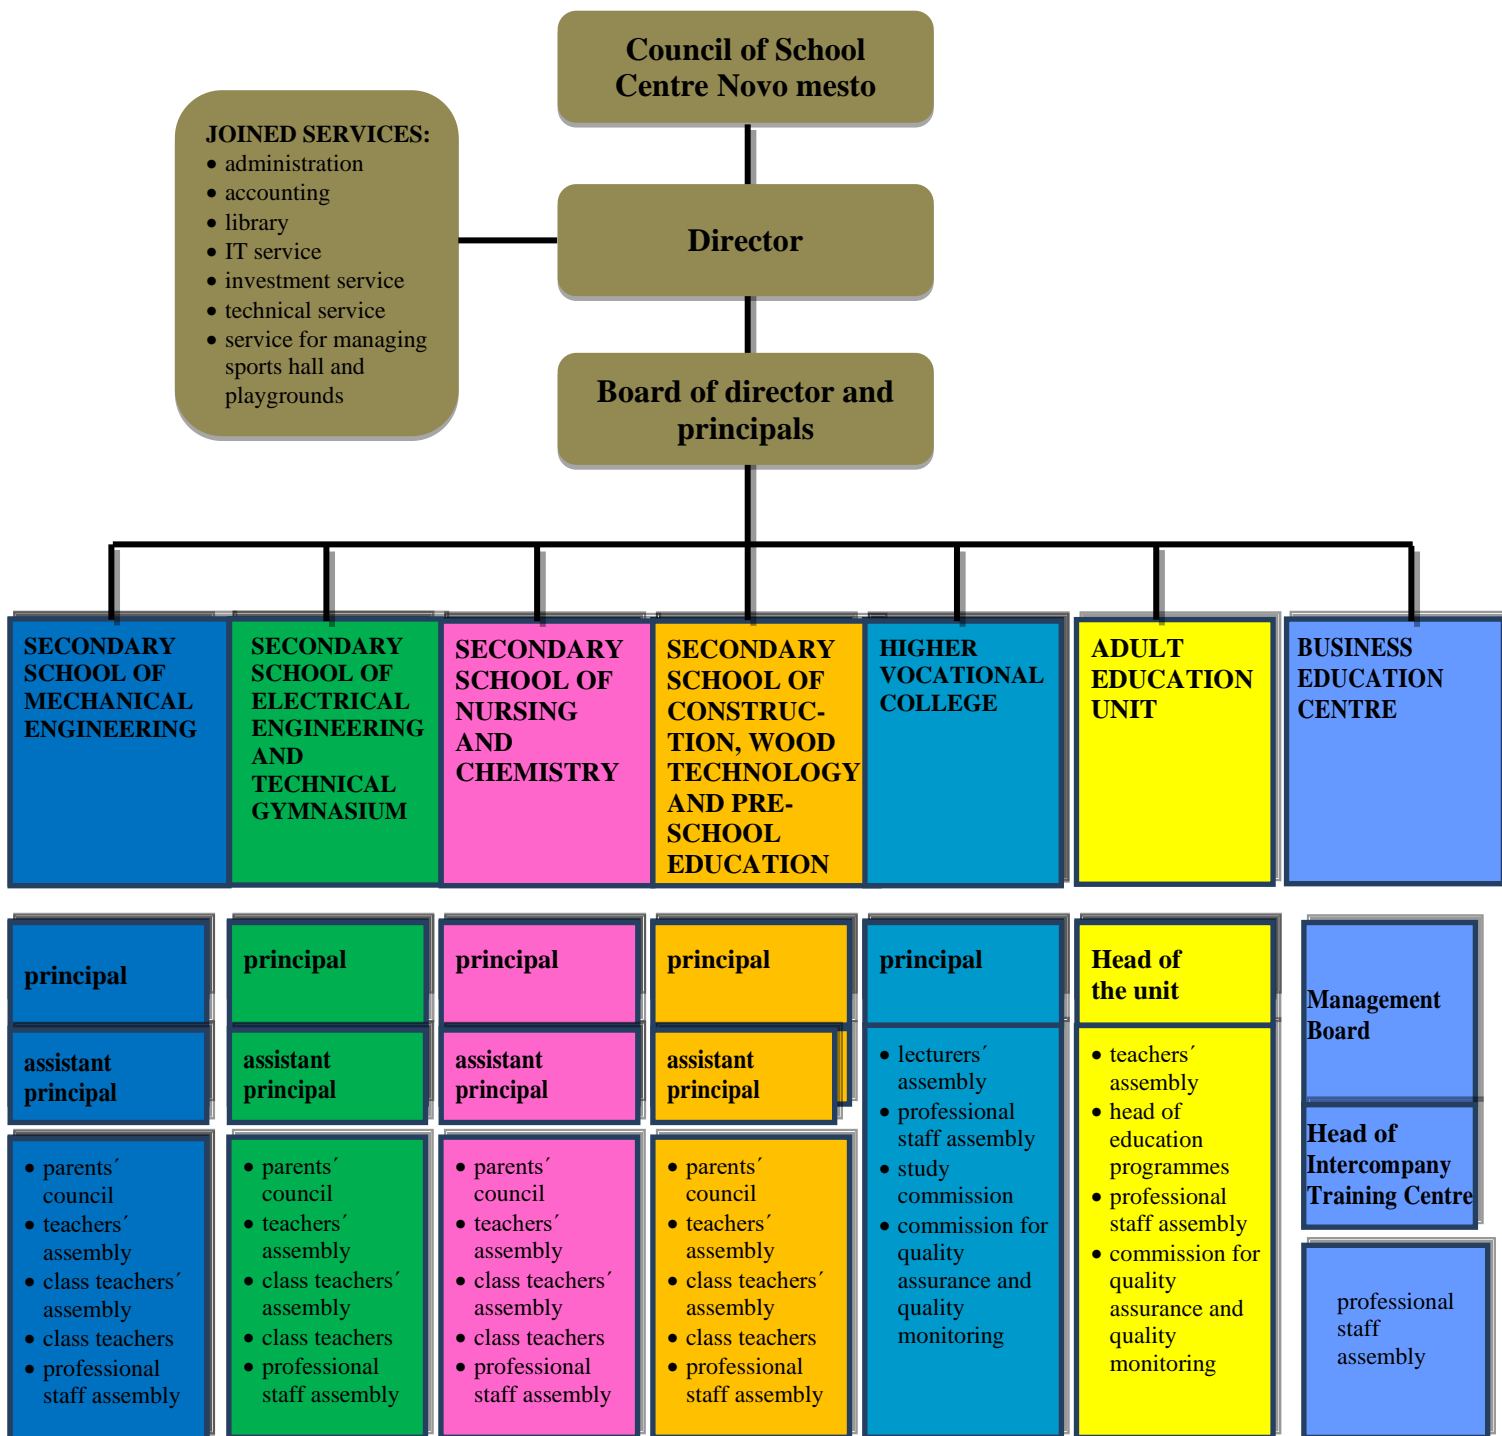 Council of School
Centre Novo mesto
JOINED SERVICES:
• administration
• accounting
• library
• IT service
• investment service
• technical service
• service for managing
sports hall and
playgrounds
Director
Board of director and
principals
SECONDARY
SCHOOL OF
MECHANICAL
ENGINEERING
SECONDARY
SCHOOL OF
ELECTRICAL
ENGINEERING
AND
TECHNICAL
GYMNASIUM
SECONDARY
SCHOOL OF
NURSING
AND
CHEMISTRY
SECONDARY
SCHOOL OF
CONSTRUC-
TION, WOOD
TECHNOLOGY
AND PRE-
SCHOOL
EDUCATION
HIGHER
VOCATIONAL
COLLEGE
ADULT
EDUCATION
UNIT
BUSINESS
EDUCATION
CENTRE
principal
principal
principal
principal
principal
Head of
the unit
Management
Board
assistant
principal
assistant
principal
assistant
principal
assistant
principal
• lecturers´
assembly
• professional
staff assembly
• study
commission
• commission for
quality
assurance and
quality
monitoring
• teachers´
assembly
• head of
education
programmes
• professional
staff assembly
• commission for
quality
assurance and
quality
monitoring
Head of
Intercompany
Training Centre
• parents´
council
• teachers´
assembly
• class teachers´
assembly
• class teachers
• professional
staff assembly
• parents´
council
• teachers´
assembly
• class teachers´
assembly
• class teachers
• professional
staff assembly
• parents´
council
• teachers´
assembly
• class teachers´
assembly
• class teachers
• professional
staff assembly
• parents´
council
• teachers´
assembly
• class teachers´
assembly
• class teachers
• professional
staff assembly
professional
staff
assembly